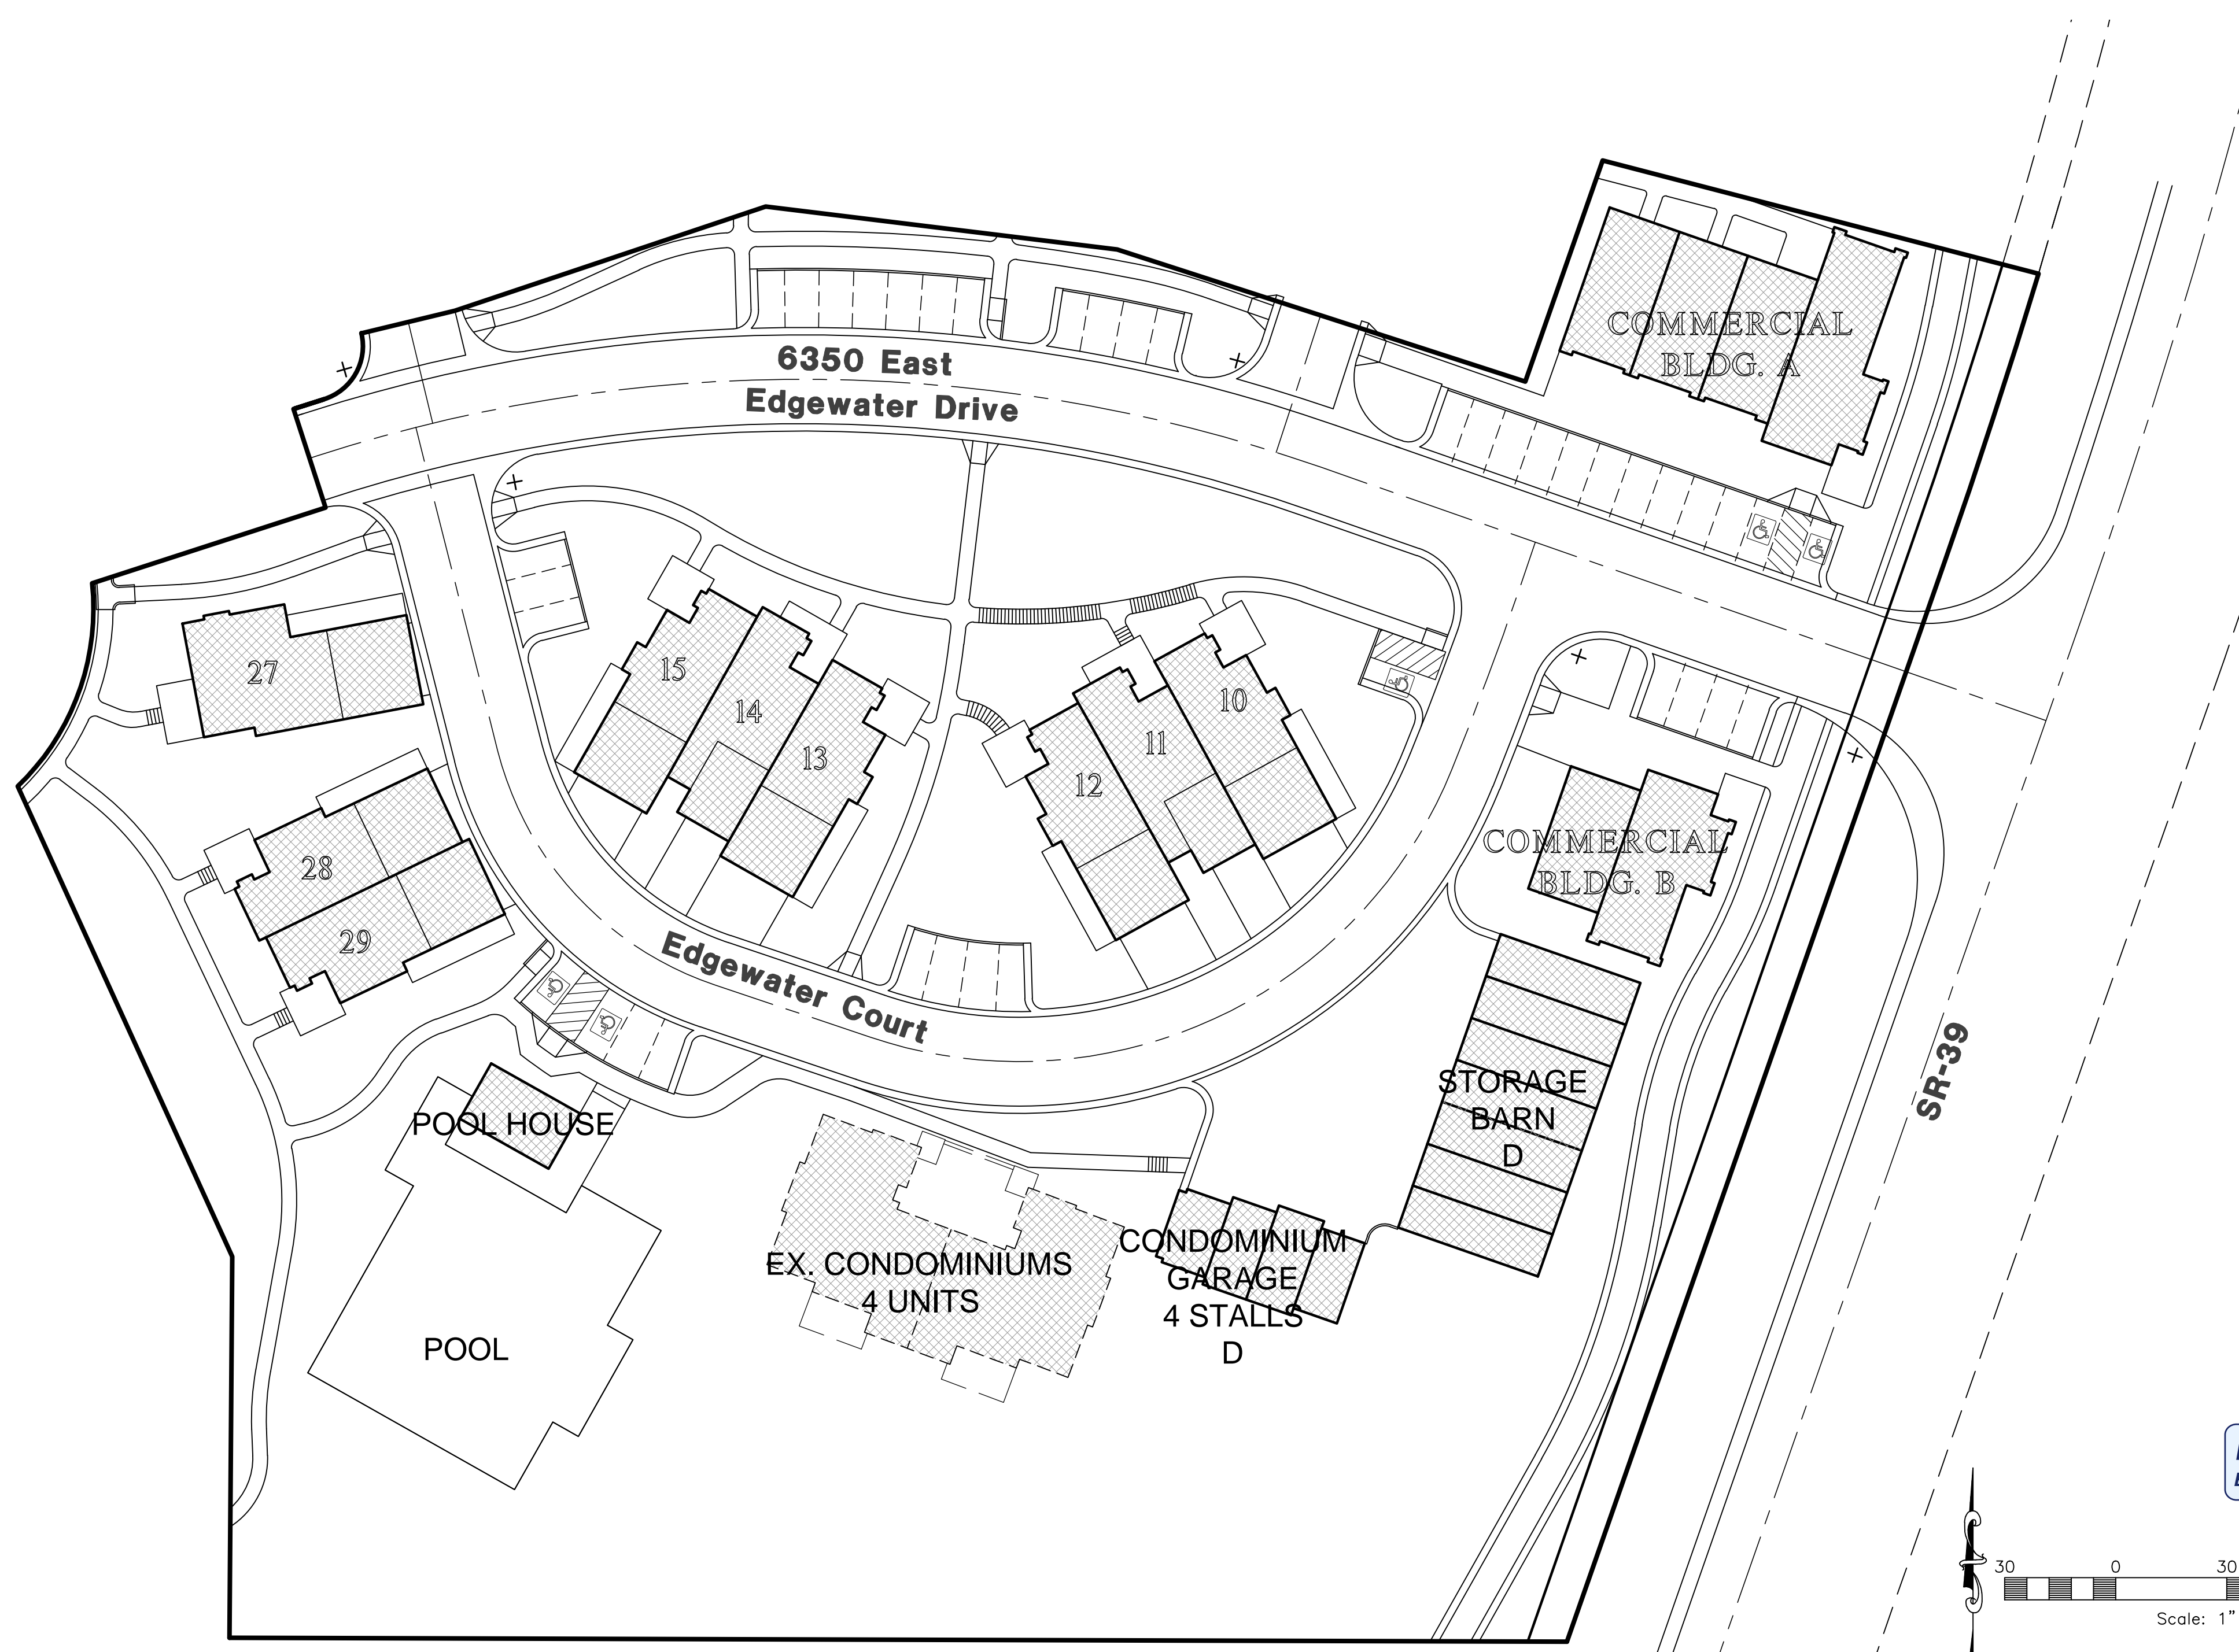 6350 East
Edgewater Drive
COMMERCIAL
BLDG. A
27
15
14
13
10
11
12
28
29
COMMERCIAL
BLDG. B
Edgewater Court
POOL HOUSE
STORAGE
BARN
D
SR-39
EX. CONDOMINIUMS
4 UNITS
CONDOMINIUM
GARAGE
4 STALLS
D
POOL
30 0 30
Scale: 1"